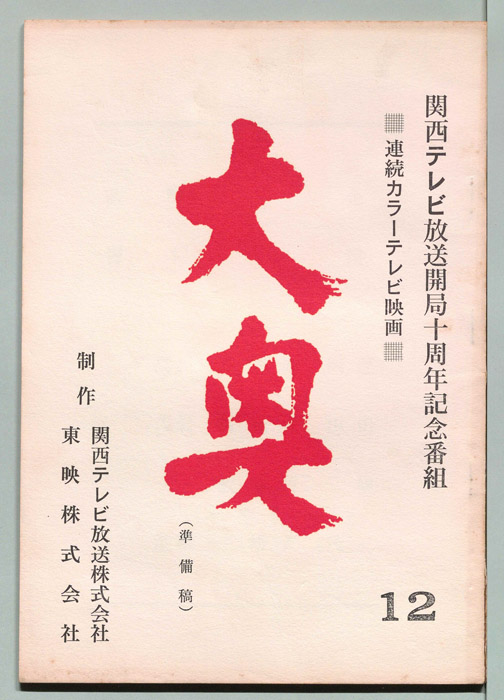 関西テレビ放送開局十周年記念番組
連続カラーテレビ映画
大奥
(準備稿)
制作
関西テレビ放送株式会社
東映株式会社
12